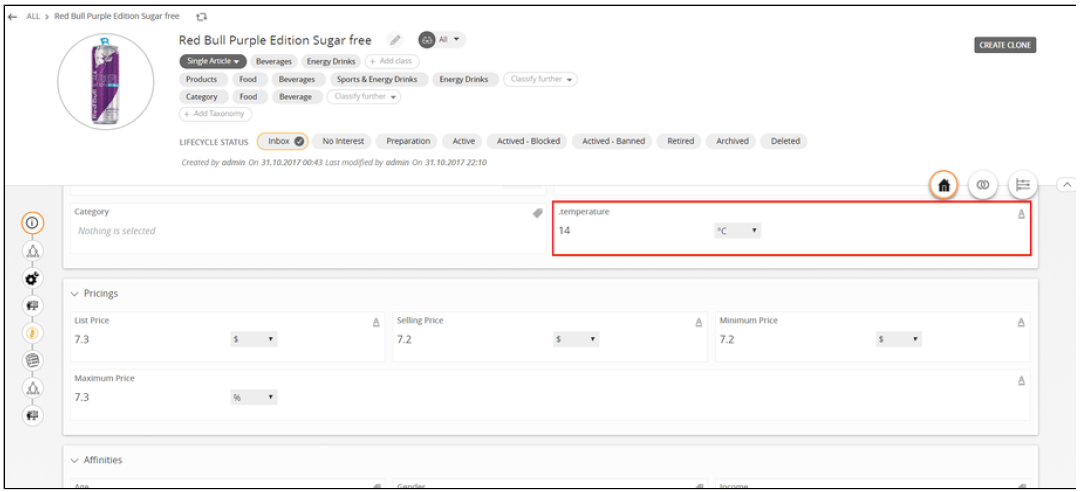 ← ALL > Red Bull Purple Edition Sugar free
Red Bull Purple Edition Sugar free All
CREATE CLONE
Single Article Beverages Energy Drinks + Add class
Products Food Beverages Sports & Energy Drinks Energy Drinks Classify further
Category Food Beverage Classify further
+ Add Taxonomy
LIFECYCLE STATUS Inbox No Interest Preparation Active Actived - Blocked Actived - Banned Retired Archived Deleted
Created by admin On 31.10.2017 00:43 Last modified by admin On 31.10.2017 22:10
Category .temperature
Nothing is selected 14 °C
Pricings
List Price Selling Price Minimum Price
7.3 $ 7.2 $ 7.2 $
Maximum Price
7.3 %
Affinities
Age Gender Income